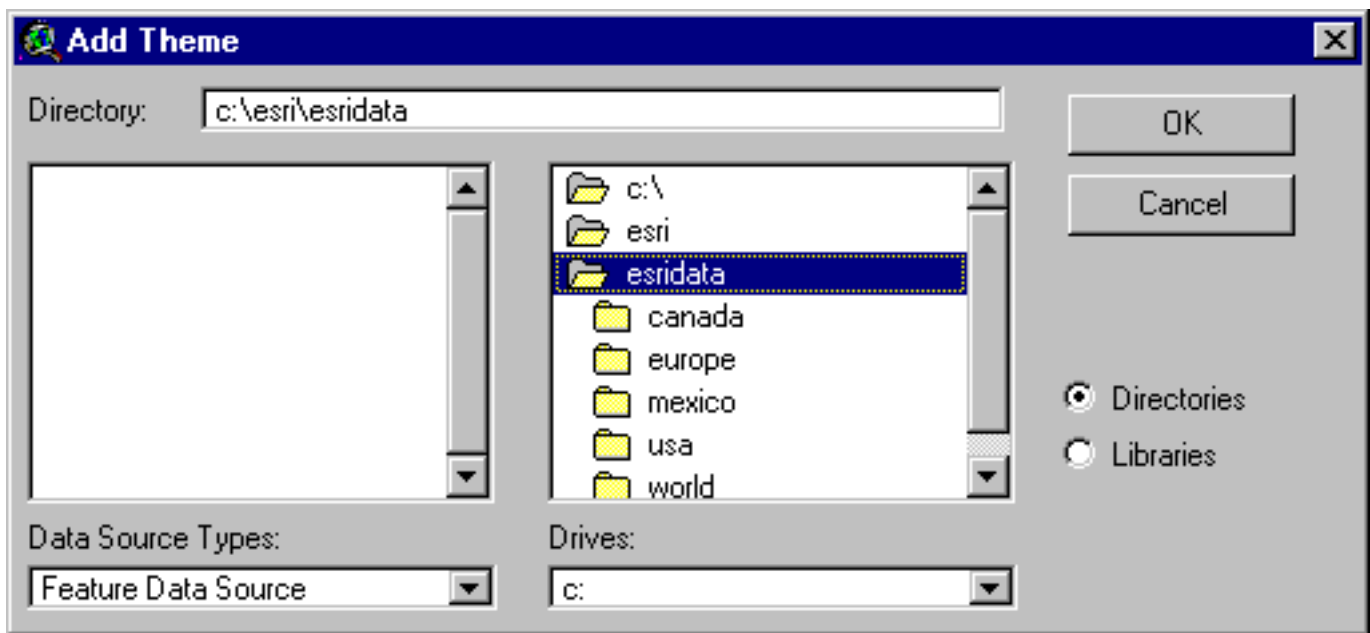 Add Theme
Directory: c:\esri\esridata
OK
Cancel
c:\
esri
esridata
canada
europe
mexico
usa
world
Directories
Libraries
Data Source Types:
Feature Data Source
Drives:
c: